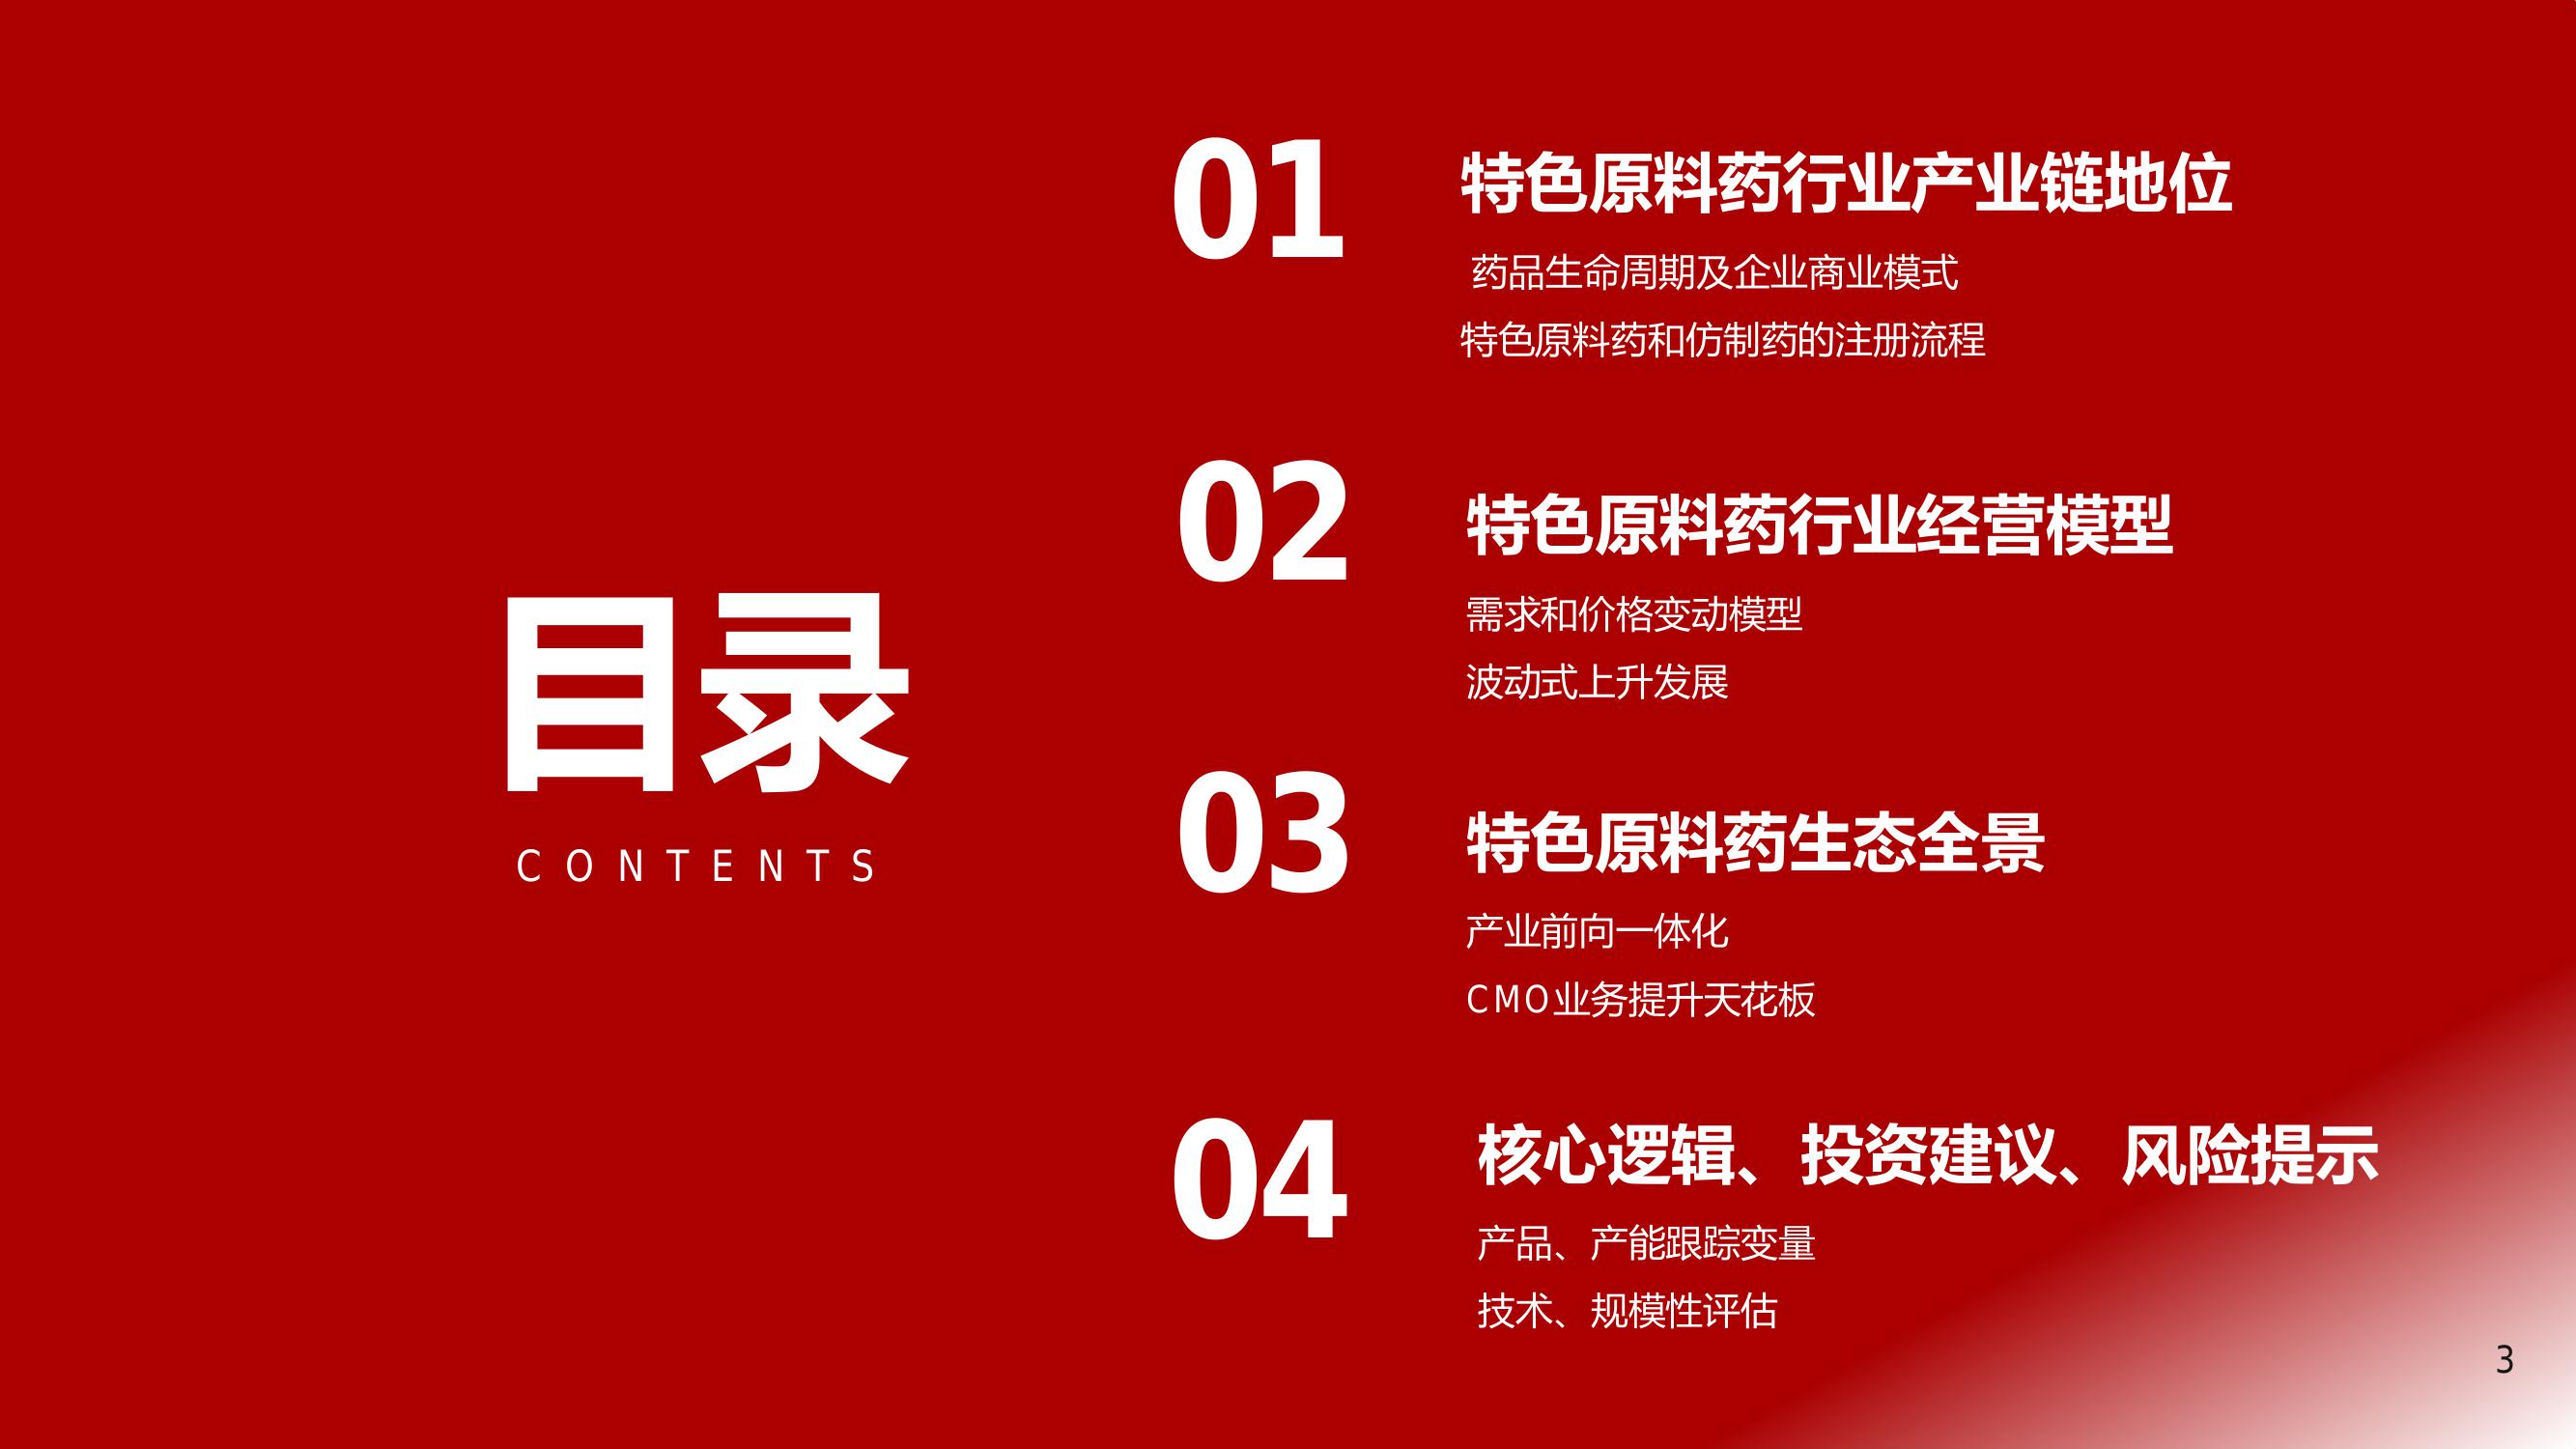 目录
CONTENTS
01
特色原料药行业产业链地位
药品生命周期及企业商业模式
特色原料药和仿制药的注册流程
02
特色原料药行业经营模型
需求和价格变动模型
波动式上升发展
03
特色原料药生态全景
产业前向一体化
CMO业务提升天花板
04
核心逻辑、投资建议、风险提示
产品、产能跟踪变量
技术、规模性评估
3